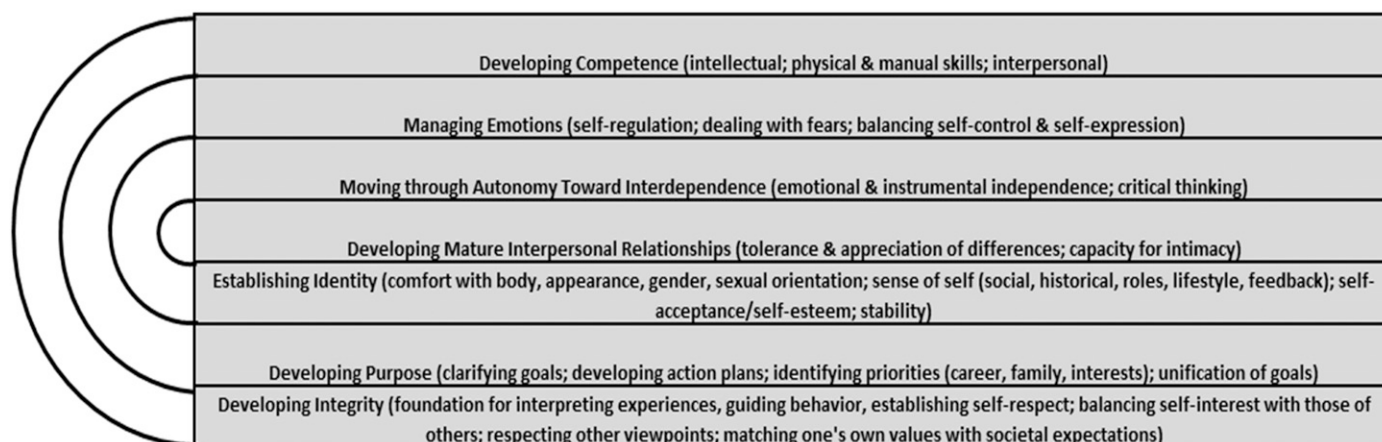 Developing Competence (intellectual; physical & manual skills; interpersonal)
Managing Emotions (self-regulation; dealing with fears; balancing self-control & self-expression)
Moving through Autonomy Toward Interdependence (emotional & instrumental independence; critical thinking)
Developing Mature Interpersonal Relationships (tolerance & appreciation of differences; capacity for intimacy)
Establishing Identity (comfort with body, appearance, gender, sexual orientation; sense of self (social, historical, roles, lifestyle, feedback); self-
acceptance/self-esteem; stability)
Developing Purpose (clarifying goals; developing action plans; identifying priorities (career, family, interests); unification of goals)
Developing Integrity (foundation for interpreting experiences, guiding behavior, establishing self-respect; balancing self-interest with those of
others; respecting other viewpoints; matching one's own values with societal expectations)